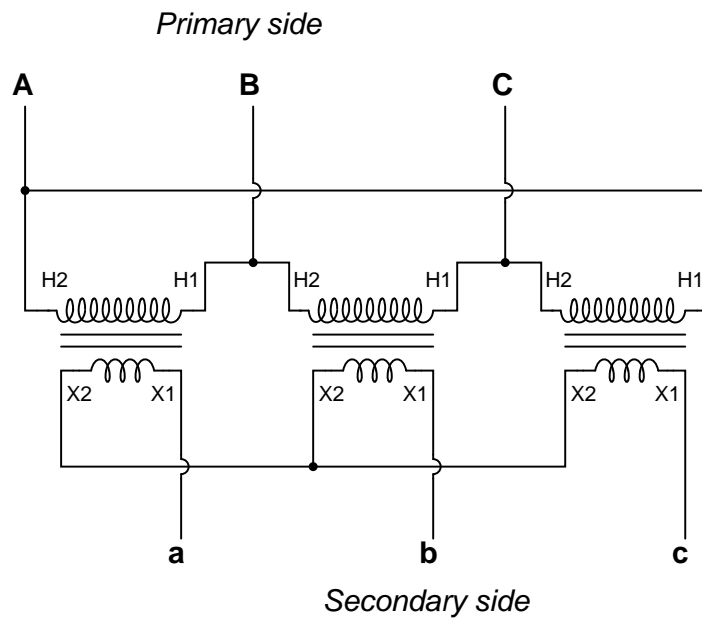 Primary side
A B C
H2 H1 H2 H1 H2 H1
X2 X1 X2 X1 X2 X1
a b c
Secondary side